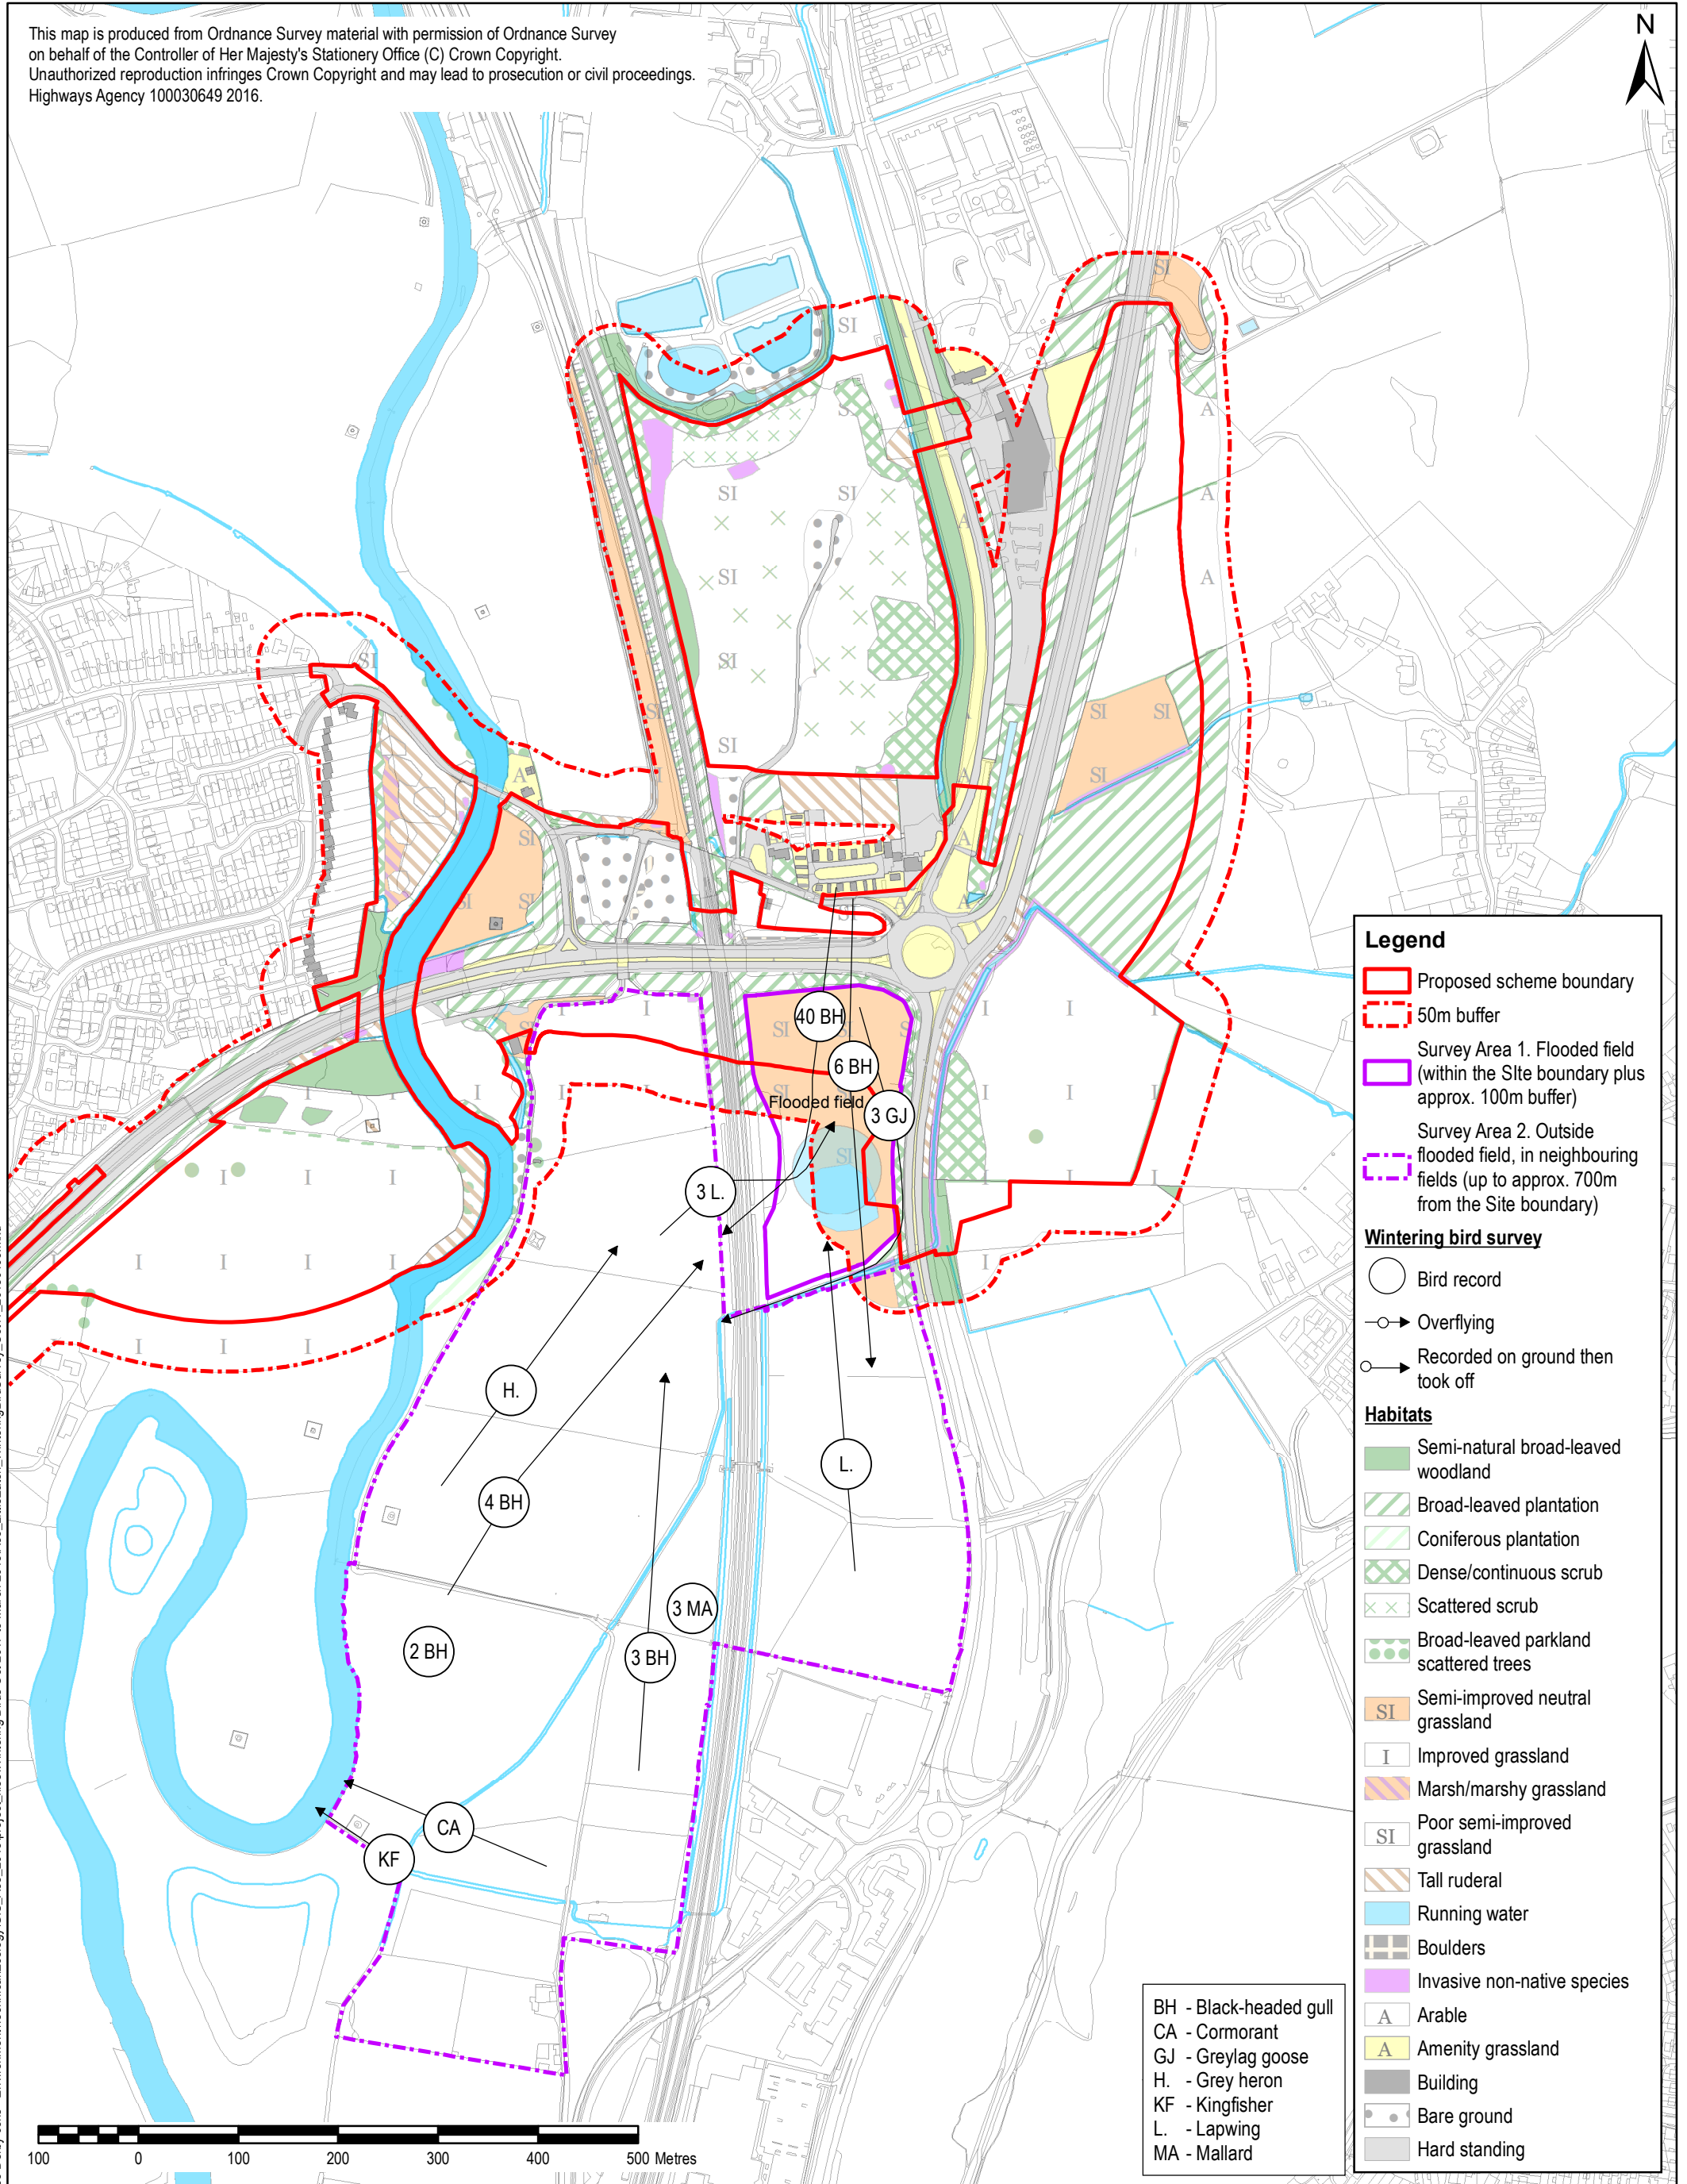 This map is produced from Ordnance Survey material with permission of Ordnance Survey
on behalf of the Controller of Her Majesty's Stationery Office (C) Crown Copyright.
Unauthorized reproduction infringes Crown Copyright and may lead to prosecution or civil proceedings.
Highways Agency 100030649 2016.
N
40 BH
6 BH
Flooded field
3 GJ
3 L.
H.
L.
4 BH
3 MA
2 BH
3 BH
CA
KF
Legend
Proposed scheme boundary
50m buffer
Survey Area 1. Flooded field
(within the SIte boundary plus
approx. 100m buffer)
Survey Area 2. Outside
flooded field, in neighbouring
fields (up to approx. 700m
from the Site boundary)
Wintering bird survey
Bird record
Overflying
Recorded on ground then
took off
Habitats
Semi-natural broad-leaved
woodland
Broad-leaved plantation
Coniferous plantation
Dense/continuous scrub
Scattered scrub
Broad-leaved parkland
scattered trees
SI Semi-improved neutral
grassland
I Improved grassland
Marsh/marshy grassland
SI Poor semi-improved
grassland
Tall ruderal
Running water
Boulders
Invasive non-native species
A Arable
A Amenity grassland
Building
Bare ground
Hard standing
BH - Black-headed gull
CA - Cormorant
GJ - Greylag goose
H. - Grey heron
KF - Kingfisher
L. - Lapwing
MA - Mallard
100 0 100 200 300 400 500 Metres